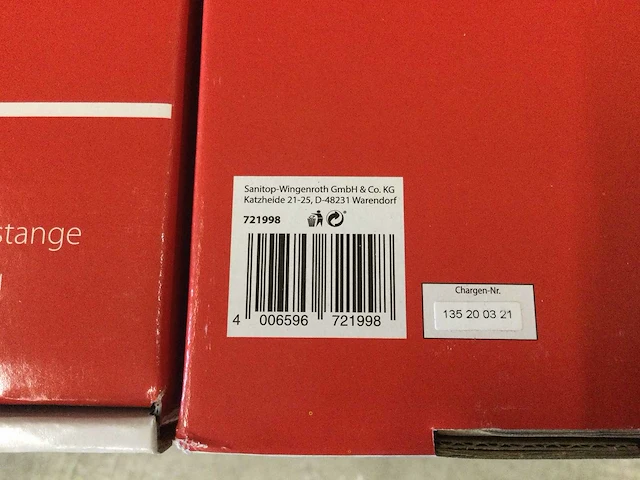 stange
Sanitop-Wingenroth GmbH & Co. KG
Katzheide 21-25, D-48231 Warendorf
721998
4 006596 721998
Chargen-Nr.
135 20 03 21